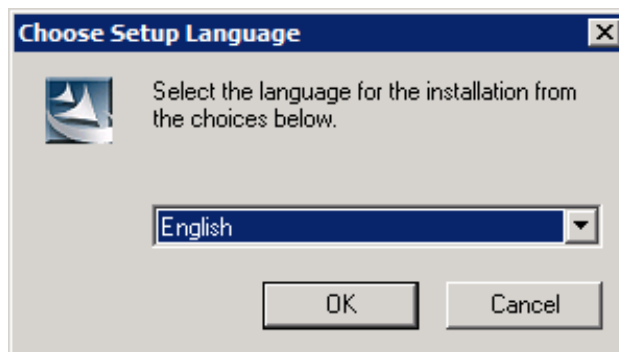 Choose Setup Language
Select the language for the installation from
the choices below.
English
OK
Cancel